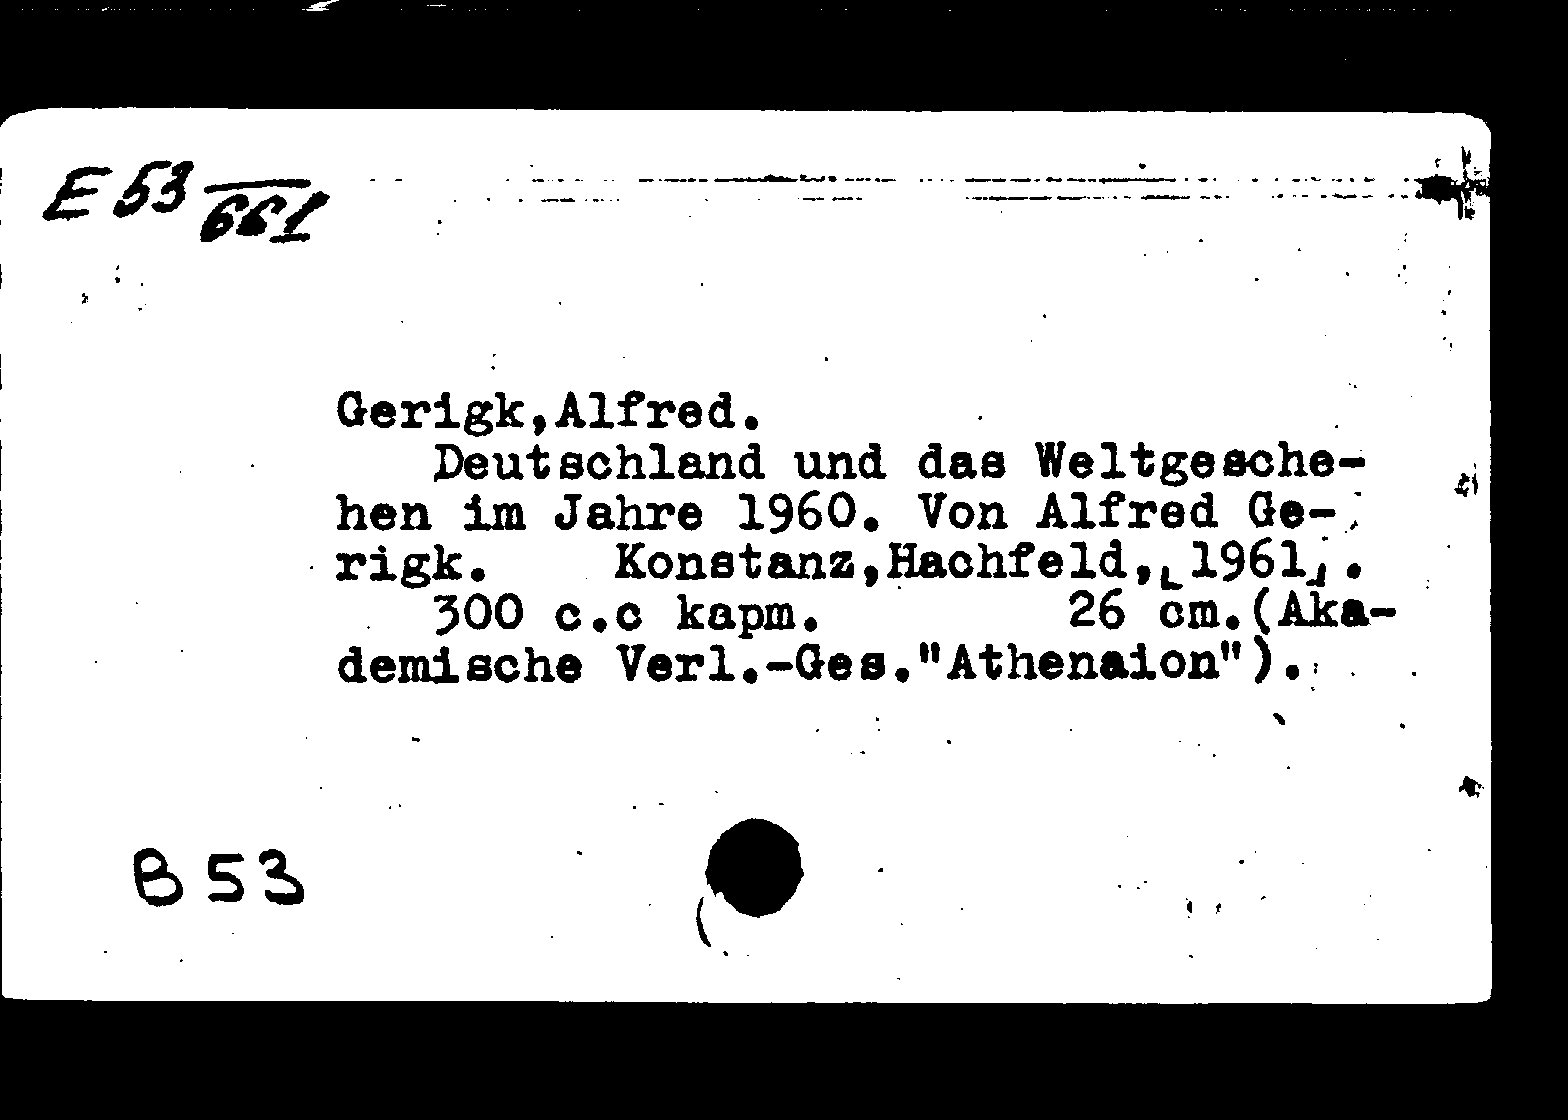 E 53/661
Gerigk,Alfred.
Deutschland und das Weltgesche-
hen im Jahre 1960. Von Alfred Ge-
rigk. Konstanz,Hachfeld,[1961].
300 c.c kapm. 26 cm.(Aka-
demische Verl.-Ges."Athenaion").
B 53